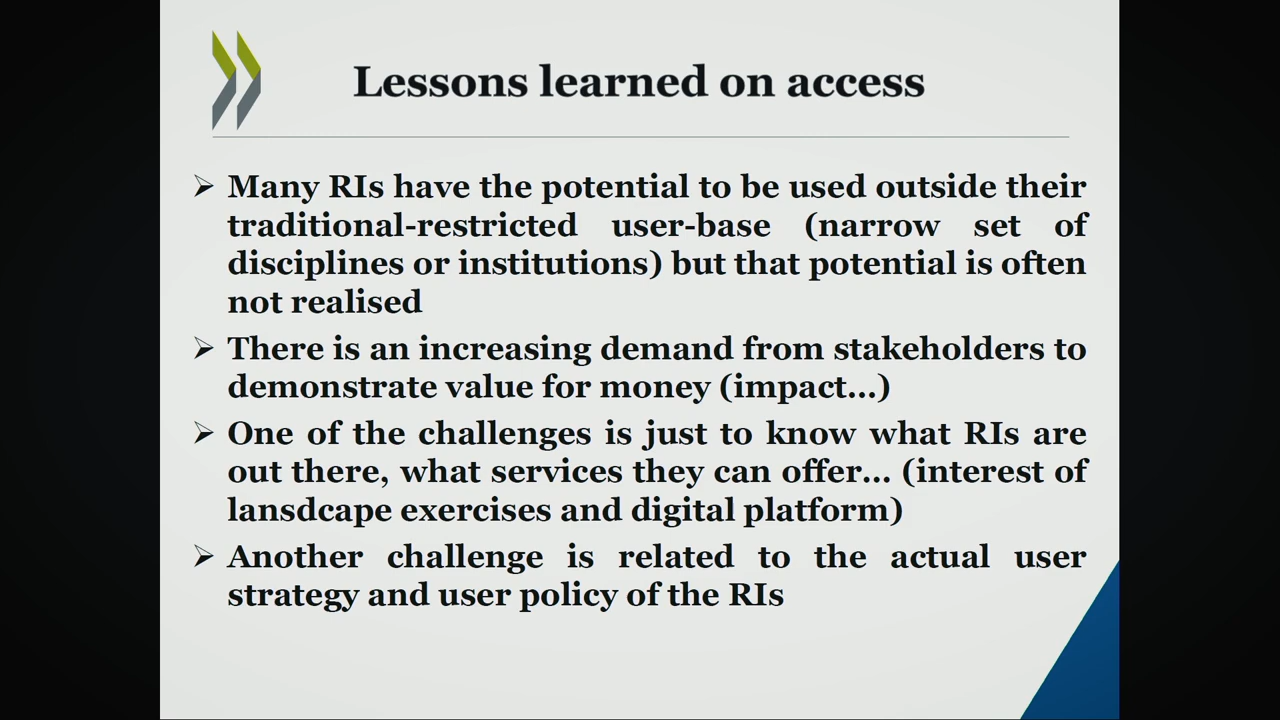 Lessons learned on access
Many RIs have the potential to be used outside their
traditional-restricted user-base (narrow set of
disciplines or institutions) but that potential is often
not realised
There is an increasing demand from stakeholders to
demonstrate value for money (impact…)
One of the challenges is just to know what RIs are
out there, what services they can offer… (interest of
lansdcape exercises and digital platform)
Another challenge is related to the actual user
strategy and user policy of the RIs